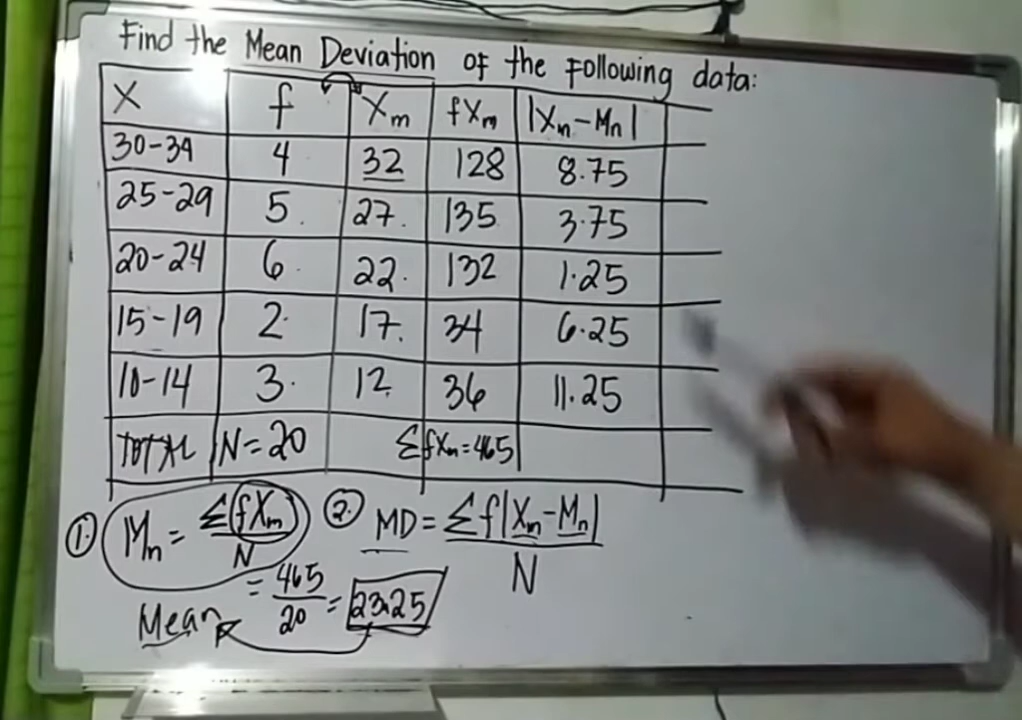 Find the Mean Deviation of the following data:
X f Xm fXm |Xm-Mn|
30-34 4 32 128 8.75
25-29 5 27 135 3.75
20-24 6 22 132 1.25
15-19 2 17 34 6.25
10-14 3 12 36 11.25
TOTAL N=20 ΣfXm=465
1. Mn = Σ(fXm)/N
= 465/20 = 23.25
Mean
2. MD = Σf|Xm-Mn|/N